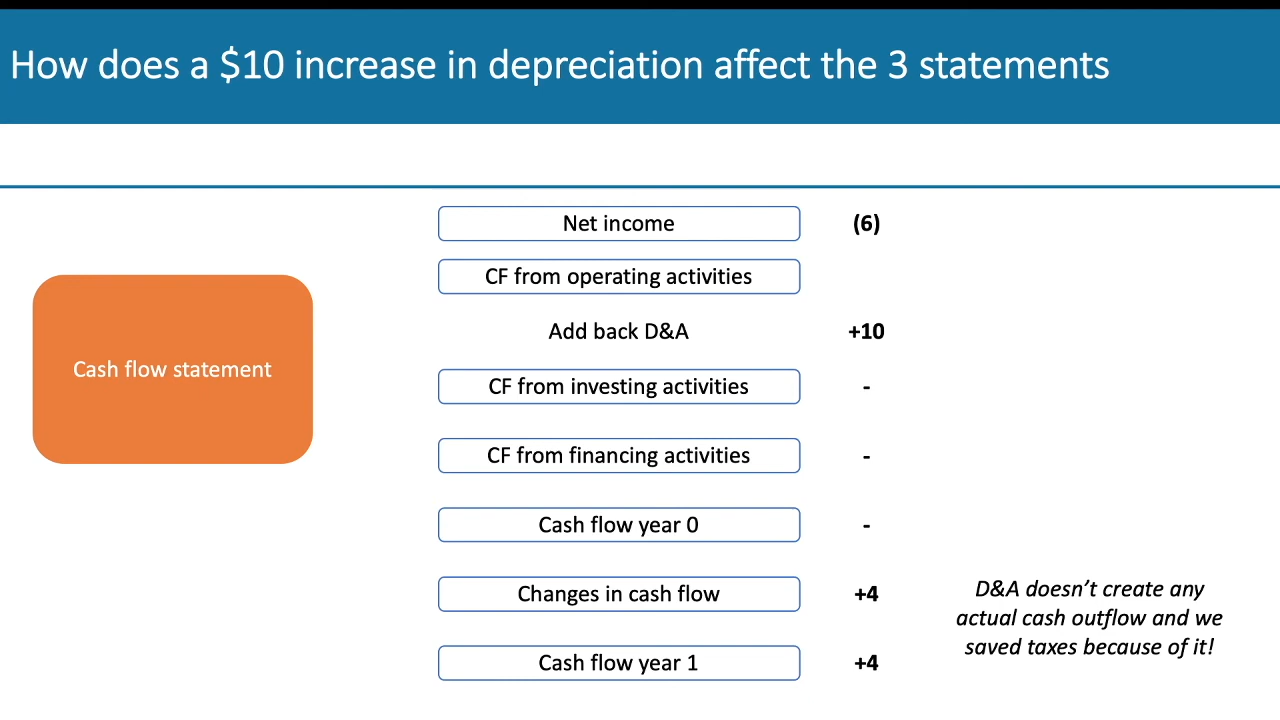 How does a $10 increase in depreciation affect the 3 statements
Net income (6)
CF from operating activities
Add back D&A +10
Cash flow statement
CF from investing activities -
CF from financing activities -
Cash flow year 0 -
Changes in cash flow +4
D&A doesn’t create any
actual cash outflow and we
saved taxes because of it!
Cash flow year 1 +4